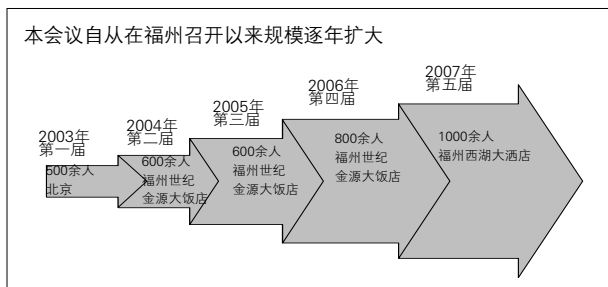 本会议自从在福州召开以来规模逐年扩大
2003年
第一届
500余人
北京
2004年
第二届
600余人
福州世纪
金源大饭店
2005年
第三届
600余人
福州世纪
金源大饭店
2006年
第四届
800余人
福州世纪
金源大饭店
2007年
第五届
1000余人
福州西湖大洒店